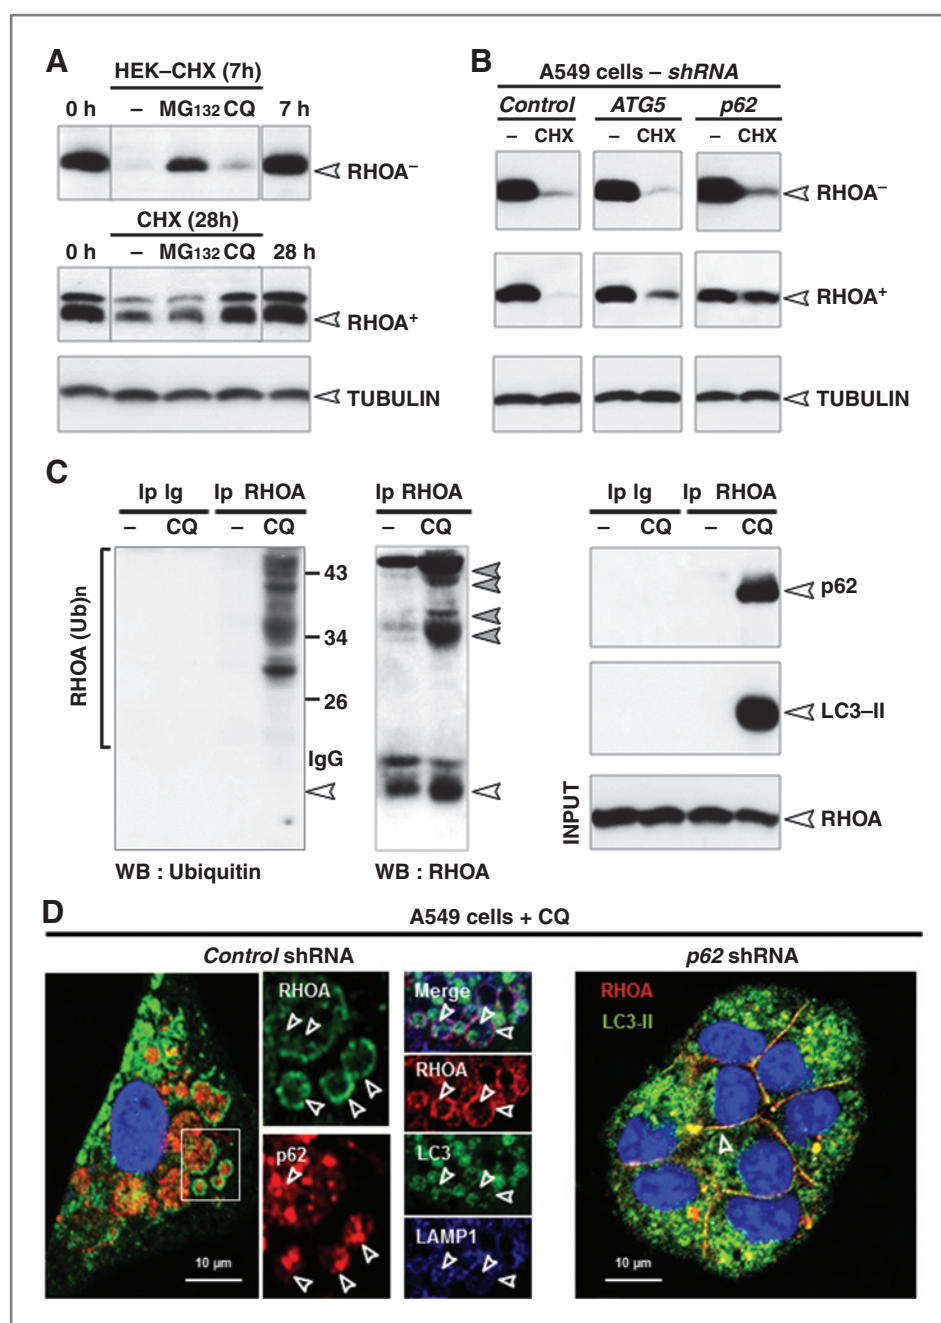 A
HEK–CHX (7h)
0 h – MG132 CQ 7 h
RHOA–
CHX (28h)
0 h – MG132 CQ 28 h
RHOA+
TUBULIN
B
A549 cells – shRNA
Control ATG5 p62
– CHX – CHX – CHX
RHOA–
RHOA+
TUBULIN
C
Ip Ig Ip RHOA
– CQ – CQ
RHOA (Ub)n
43
34
26
IgG
WB : Ubiquitin
Ip RHOA
– CQ
WB : RHOA
Ip Ig Ip RHOA
– CQ – CQ
p62
LC3–II
INPUT
RHOA
D
A549 cells + CQ
Control shRNA
10 µm
RHOA
p62
Merge
RHOA
LC3
LAMP1
p62 shRNA
RHOA
LC3-II
10 µm